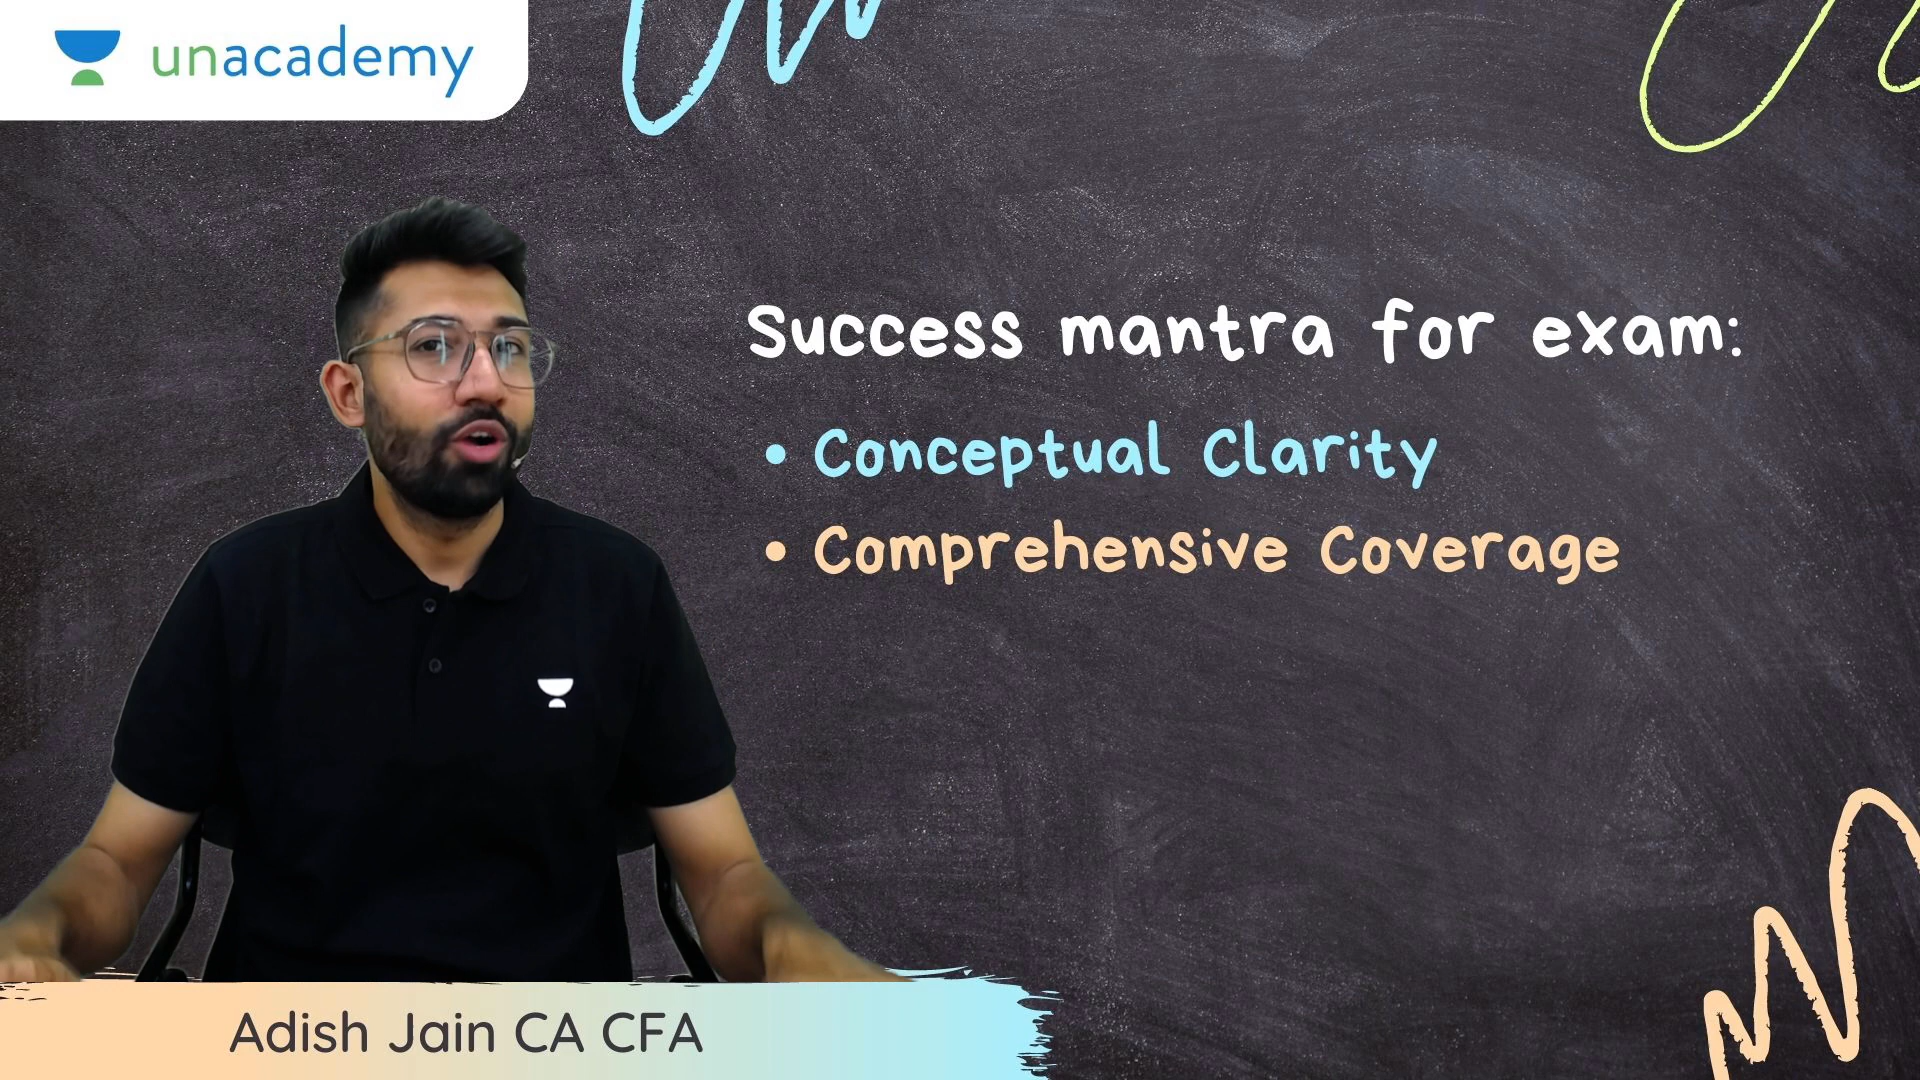 unacademy
Success mantra for exam:
• Conceptual Clarity
• Comprehensive Coverage
Adish Jain CA CFA